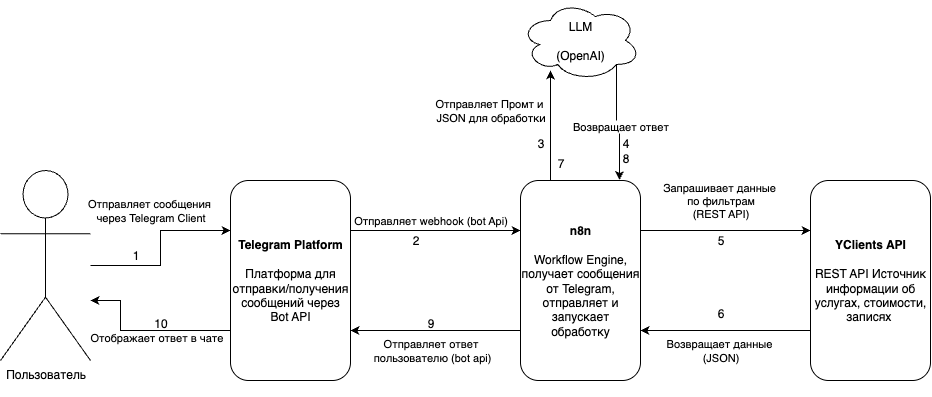 LLM
(OpenAI)
Отправляет Промт и
JSON для обработки
3
7
Возвращает ответ
4
8
Отправляет сообщения
через Telegram Client
1
10
Отображает ответ в чате
Пользователь
Telegram Platform
Платформа для
отправки/получения
сообщений через
Bot API
Отправляет webhook (bot Api)
2
9
Отправляет ответ
пользователю (bot api)
n8n
Workflow Engine,
получает сообщения
от Telegram,
отправляет и
запускает
обработку
Запрашивает данные
по фильтрам
(REST API)
5
6
Возвращает данные
(JSON)
YClients API
REST API Источник
информации об
услугах, стоимости,
записях